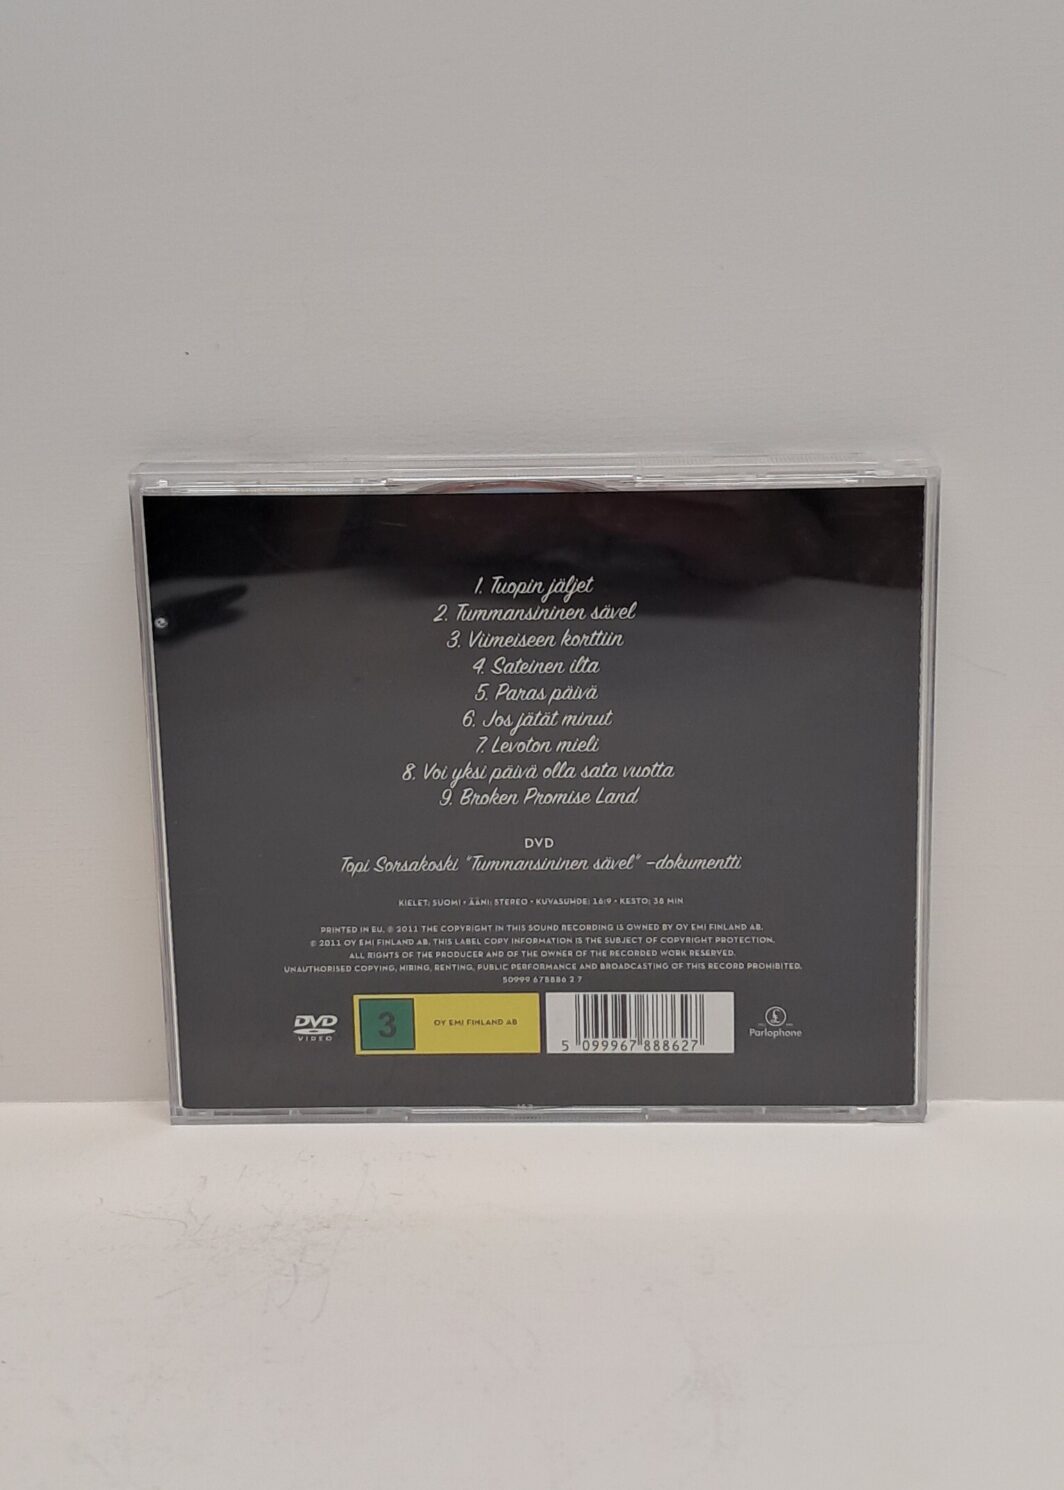 1. Tuopin jäljet
2. Tummansininen sävel
3. Viimeiseen korttiin
4. Sateinen ilta
5. Paras päivä
6. Jos jätät minut
7. Levoton mieli
8. Voi yksi päivä olla sata vuotta
9. Broken Promise Land
DVD
Topi Sorsakoski "Tummansininen sävel" -dokumentti
KIELET: SUOMI • ÄÄNI: STEREO • KUVASUHDE: 16:9 • KESTO: 38 MIN
PRINTED IN EU. ℗ 2011 THE COPYRIGHT IN THIS SOUND RECORDING IS OWNED BY OY EMI FINLAND AB.
© 2011 OY EMI FINLAND AB. THIS LABEL COPY INFORMATION IS THE SUBJECT OF COPYRIGHT PROTECTION.
ALL RIGHTS OF THE PRODUCER AND OF THE OWNER OF THE RECORDED WORK RESERVED.
UNAUTHORISED COPYING, HIRING, RENTING, PUBLIC PERFORMANCE AND BROADCASTING OF THIS RECORD PROHIBITED.
50999 678886 2 7
DVD
VIDEO
3
OY EMI FINLAND AB
5 099967 888627
Parlophone